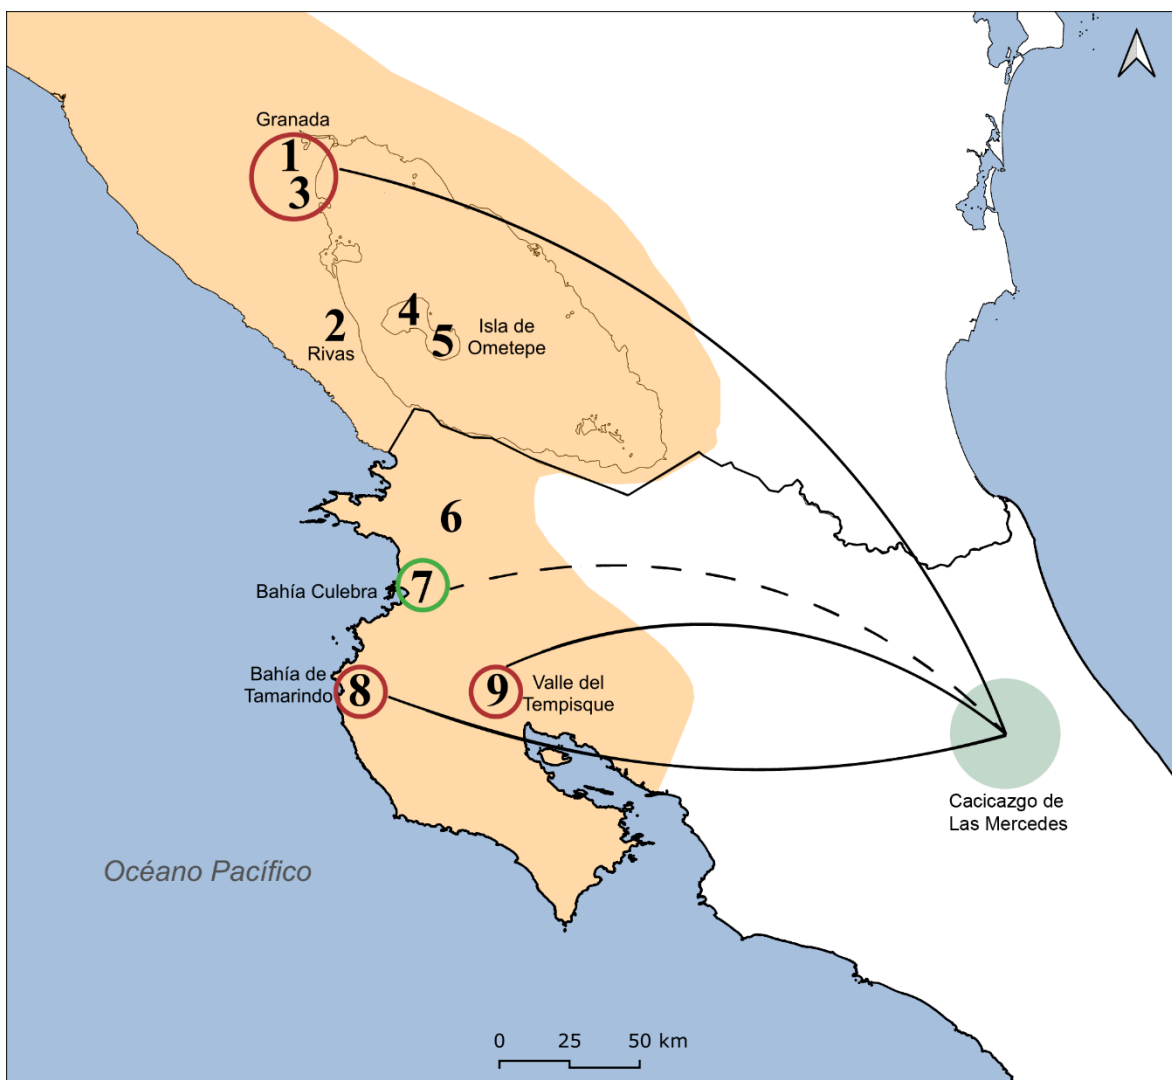 Granada
1
3
2
Rivas
4
5
Isla de
Ometepe
6
Bahía Culebra
7
Bahía de
Tamarindo
8
9
Valle del
Tempisque
Cacicazgo de
Las Mercedes
Océano Pacífico
0 25 50 km